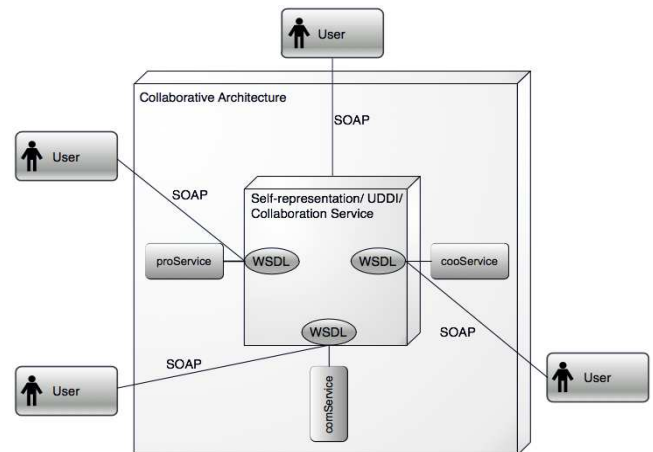 User
Collaborative Architecture
SOAP
User
SOAP
Self-representation/ UDDI/
Collaboration Service
proService
WSDL
WSDL
cooService
WSDL
SOAP
SOAP
User
User
comService